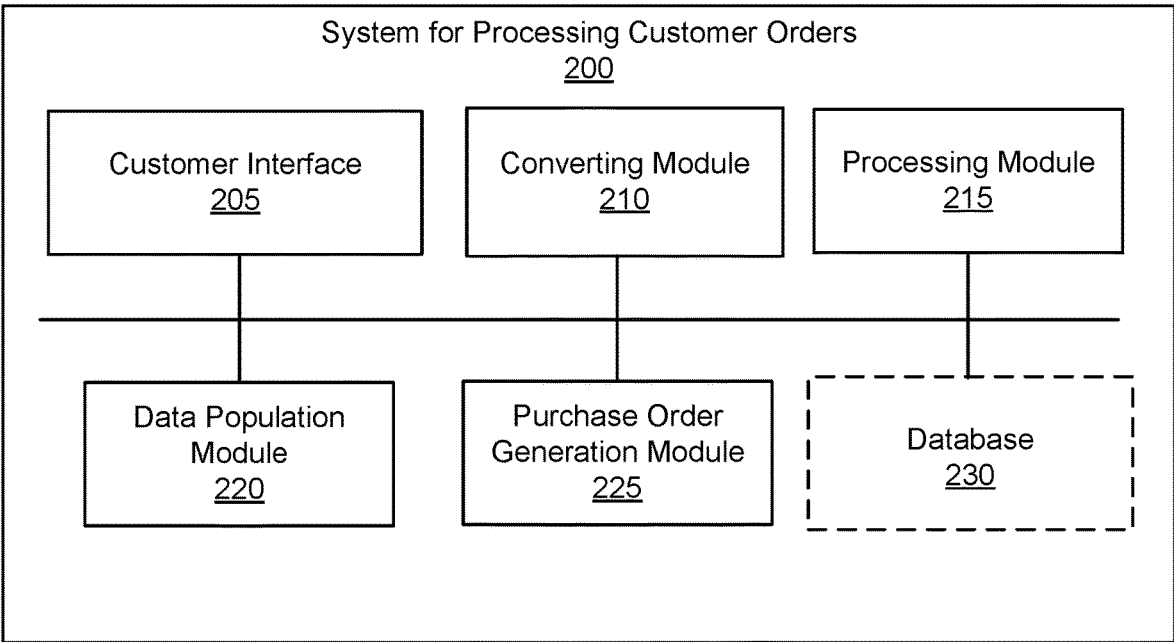 System for Processing Customer Orders
200
Customer Interface
205
Converting Module
210
Processing Module
215
Data Population
Module
220
Purchase Order
Generation Module
225
Database
230